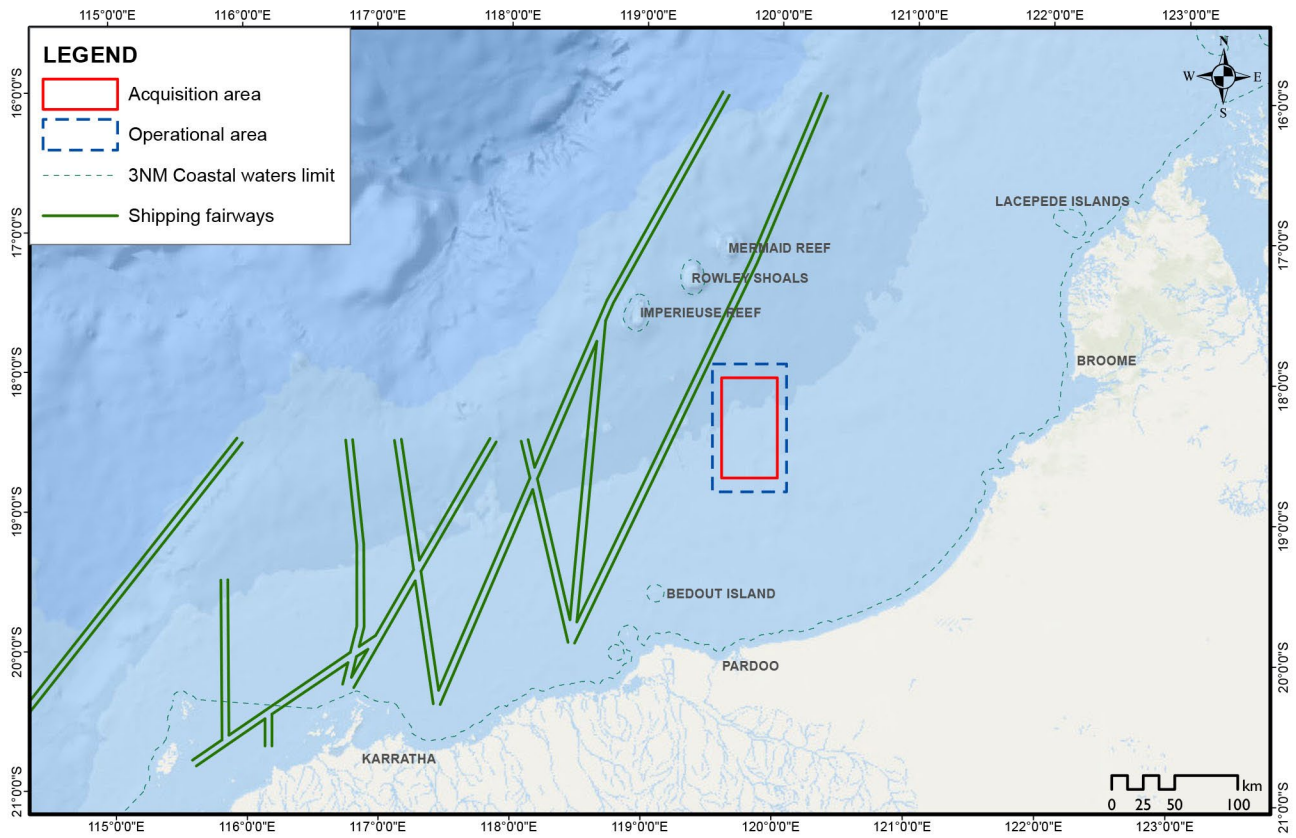 115°0'0"E 116°0'0"E 117°0'0"E 118°0'0"E 119°0'0"E 120°0'0"E 121°0'0"E 122°0'0"E 123°0'0"E
LEGEND
Acquisition area
Operational area
3NM Coastal waters limit
Shipping fairways
N
W E
S
16°0'0"S 16°0'0"S
LACEPEDE ISLANDS
17°0'0"S 17°0'0"S
MERMAID REEF
ROWLEY SHOALS
IMPERIEUSE REEF
BROOME
18°0'0"S 18°0'0"S
19°0'0"S 19°0'0"S
BEDOUT ISLAND
20°0'0"S 20°0'0"S
PARDOO
KARRATHA
21°0'0"S 21°0'0"S
km
0 25 50 100
115°0'0"E 116°0'0"E 117°0'0"E 118°0'0"E 119°0'0"E 120°0'0"E 121°0'0"E 122°0'0"E 123°0'0"E